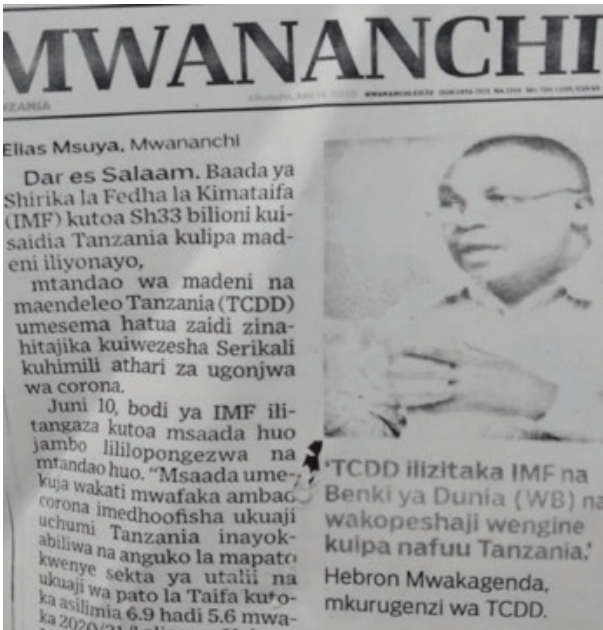 MWANANCHI
Elias Msuya, Mwananchi
Dar es Salaam. Baada ya
Shirika la Fedha la Kimataifa
(IMF) kutoa Sh33 bilioni kui-
saidia Tanzania kulipa mad-
eni iliyonayo,
mtandao wa madeni na
maendeleo Tanzania (TCDD)
umesema hatua zaidi zina-
hitajika kuiwezesha Serikali
kuhimili athari za ugonjwa
wa corona.
Juni 10, bodi ya IMF ili-
tangaza kutoa msaada huo
jambo lililopongezwa na
mtandao huo. “Msaada ume-
kuja wakati mwafaka ambao
corona imedhoofisha ukuaji
uchumi Tanzania inayok-
abiliwa na anguko la mapato
kwenye sekta ya utalii na
ukuaji wa pato la Taifa kuto-
ka asilimia 6.9 hadi 5.6 mwa-
ka 2020/21
'TCDD ilizitaka IMF na
Benki ya Dunia (WB) na
wakopeshaji wengine
kuipa nafuu Tanzania.'
Hebron Mwakagenda,
mkurugenzi wa TCDD.